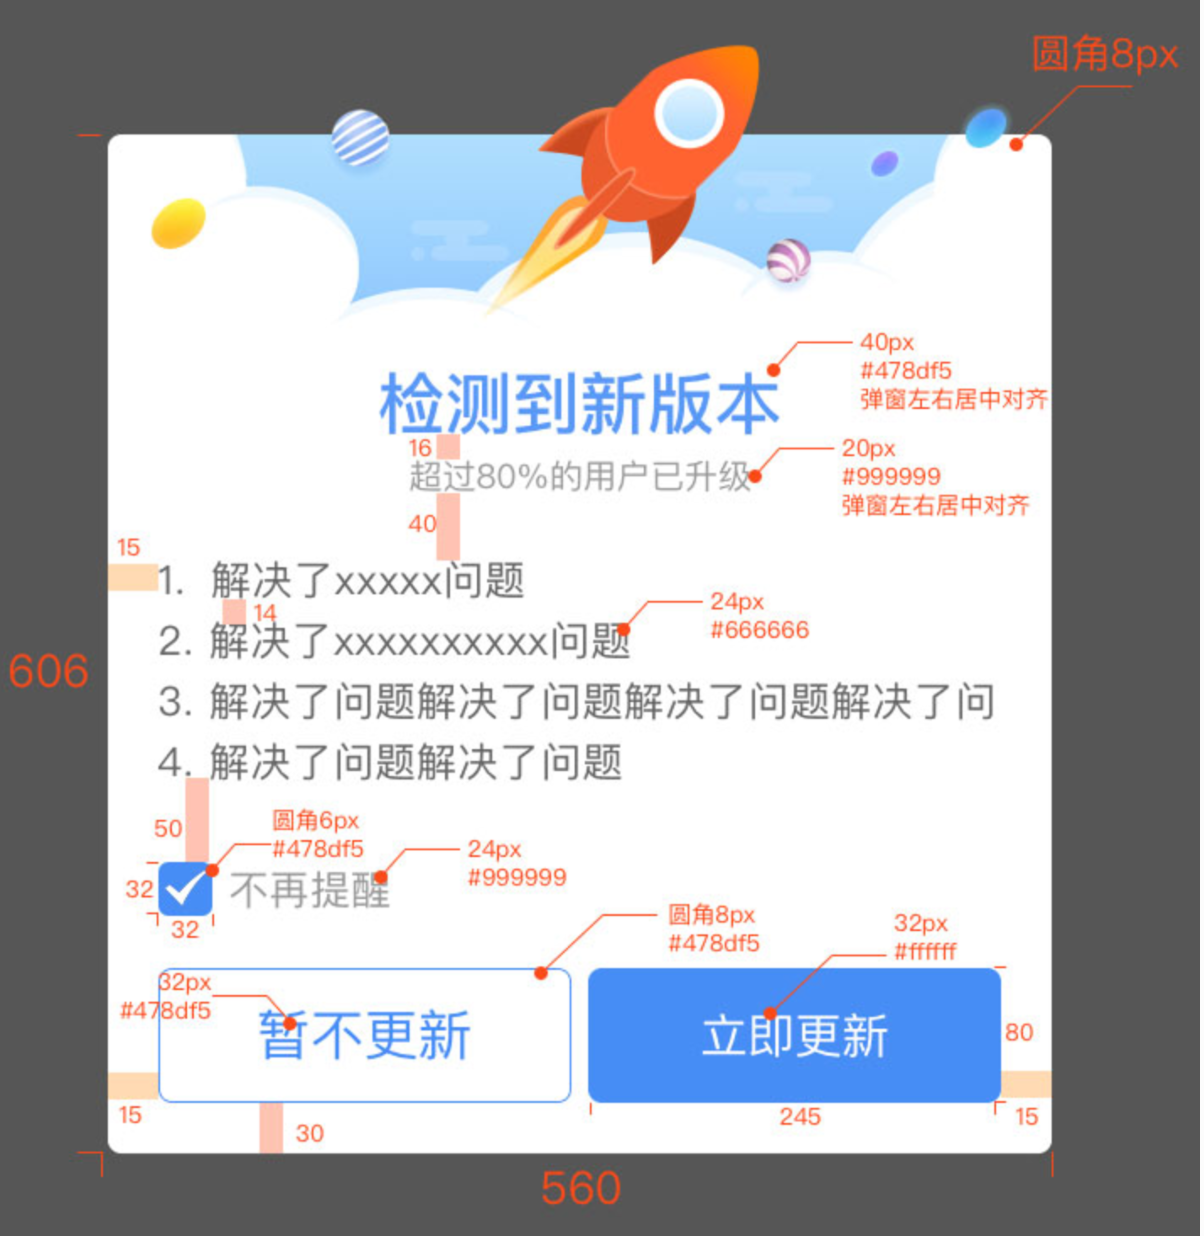 圆角8px
40px
#478df5
弹窗左右居中对齐
检测到新版本
16
超过80%的用户已升级
20px
#999999
弹窗左右居中对齐
40
15
1. 解决了xxxxx问题
14
24px
#666666
2. 解决了xxxxxxxxxx问题
606
3. 解决了问题解决了问题解决了问题解决了问
4. 解决了问题解决了问题
50
圆角6px
#478df5
24px
#999999
32
不再提醒
32
圆角8px
#478df5
32px
#ffffff
32px
#478df5
暂不更新
立即更新
80
15
30
245
15
560